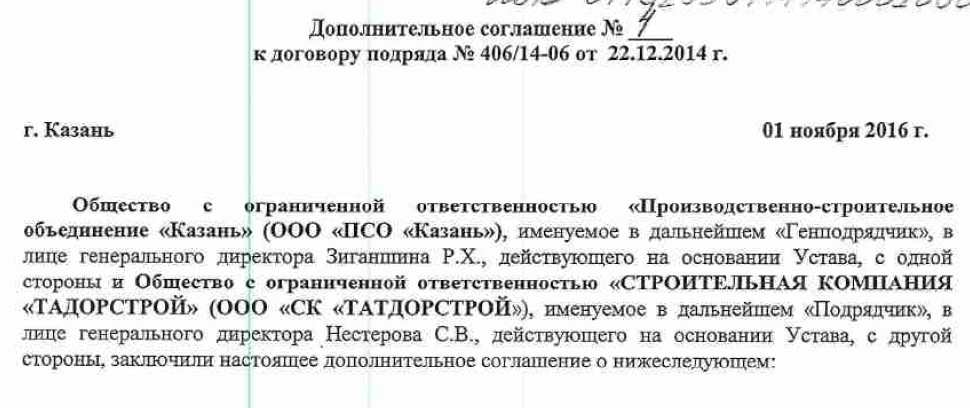 Дополнительное соглашение № 4
к договору подряда № 406/14-06 от 22.12.2014 г.
г. Казань 01 ноября 2016 г.
Общество с ограниченной ответственностью «Производственно-строительное
объединение «Казань» (ООО «ПСО «Казань»), именуемое в дальнейшем «Генподрядчик», в
лице генерального директора Зиганшина Р.Х., действующего на основании Устава, с одной
стороны и Общество с ограниченной ответственностью «СТРОИТЕЛЬНАЯ КОМПАНИЯ
«ТАДОРСТРОЙ» (ООО «СК «ТАТДОРСТРОЙ»), именуемое в дальнейшем «Подрядчик», в
лице генерального директора Нестерова С.В., действующего на основании Устава, с другой
стороны, заключили настоящее дополнительное соглашение о нижеследующем: